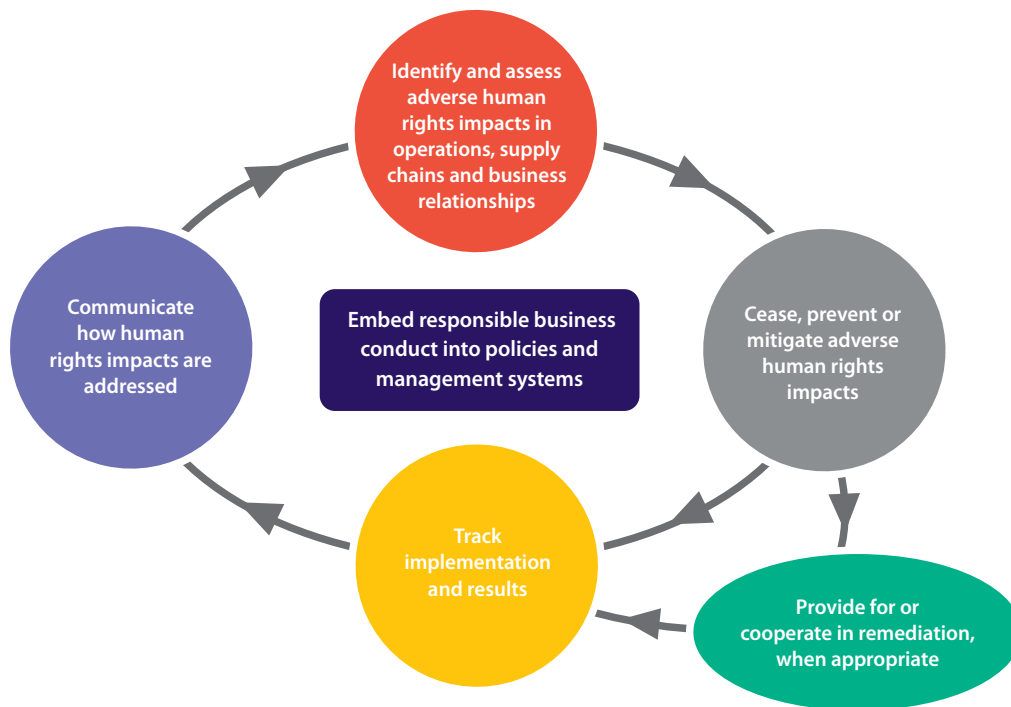 Identify and assess
adverse human
rights impacts in
operations, supply
chains and business
relationships
Communicate
how human
rights impacts are
addressed
Embed responsible business
conduct into policies and
management systems
Cease, prevent or
mitigate adverse
human rights
impacts
Track
implementation
and results
Provide for or
cooperate in remediation,
when appropriate